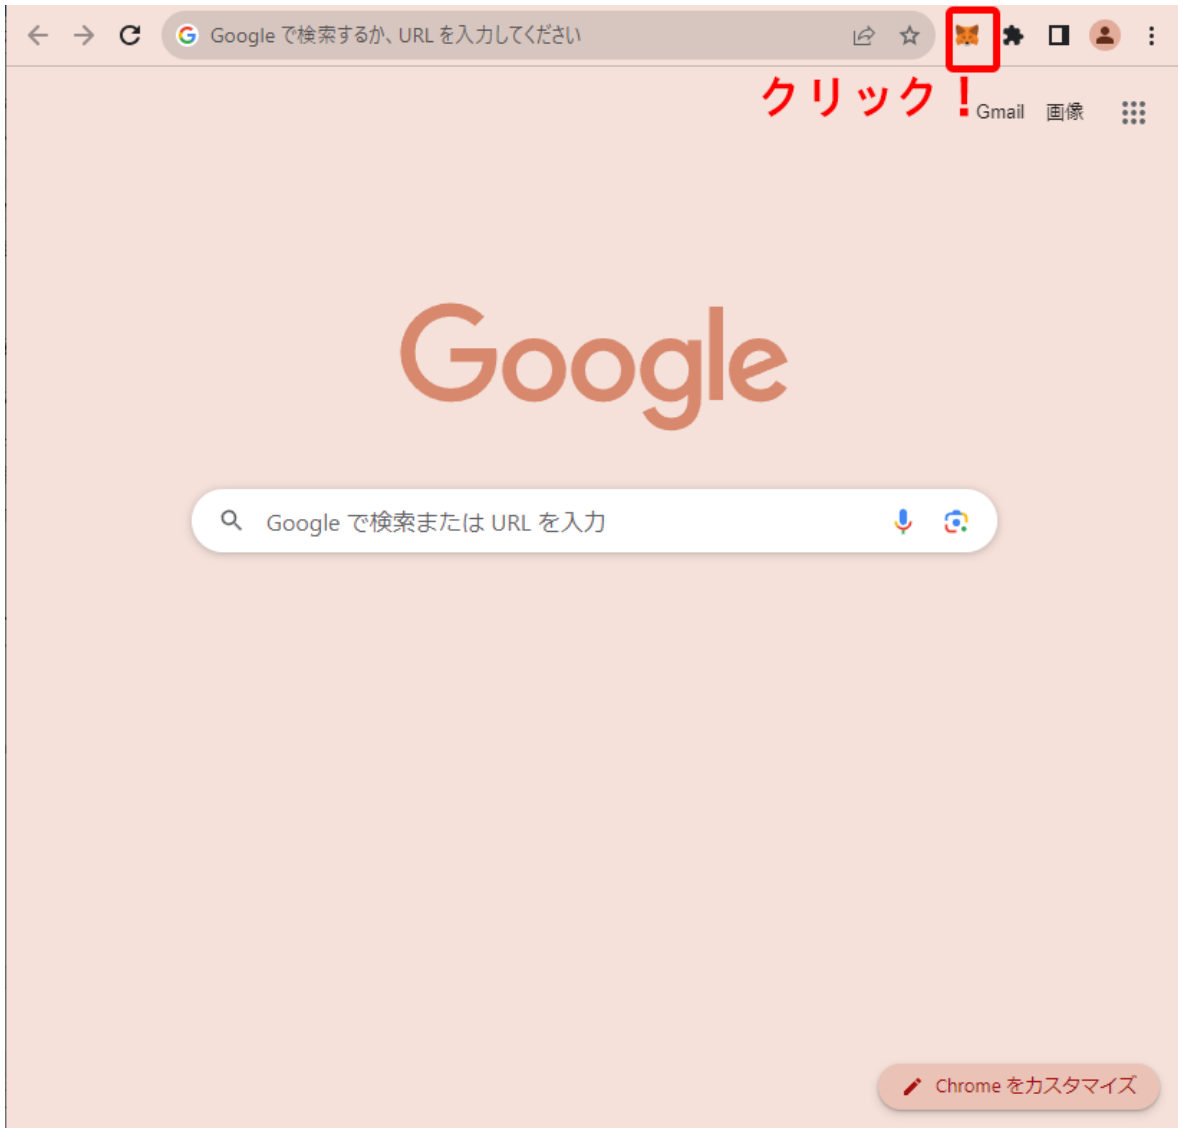 Google で検索するか、URL を入力してください
クリック！
Gmail 画像
Google
Google で検索または URL を入力
Chrome をカスタマイズ